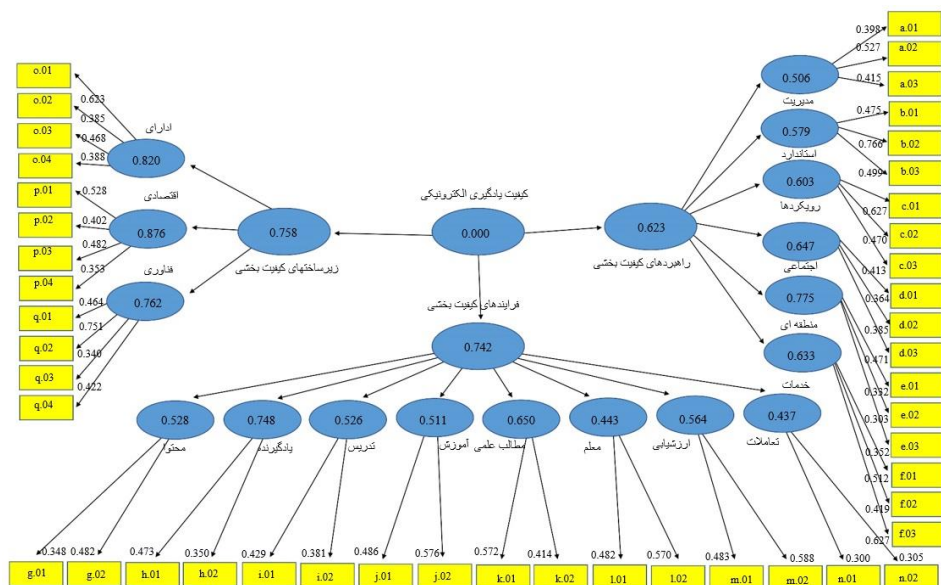 o.01
o.02
o.03
o.04
p.01
p.02
p.03
p.04
q.01
q.02
q.03
q.04
0.623
0.385
0.468
0.388
0.528
0.402
0.482
0.353
0.464
0.751
0.340
0.422
ادارای
0.820
اقتصادی
0.876
فناوری
0.762
0.758
زیرساختهای کیفیت بخشی
کیفیت یادگیری الکترونیکی
0.000
0.623
راهبردهای کیفیت بخشی
0.506
مدیریت
0.579
استاندارد
0.603
رویکردها
0.647
اجتماعی
0.775
منطقه ای
0.633
خدمات
0.398
0.527
0.415
0.475
0.766
0.499
0.627
0.470
0.413
0.364
0.385
0.471
0.332
0.303
0.352
0.512
0.419
0.627
a.01
a.02
a.03
b.01
b.02
b.03
c.01
c.02
c.03
d.01
d.02
d.03
e.01
e.02
e.03
f.01
f.02
f.03
فرایندهای کیفیت بخشی
0.742
0.528
0.748
0.526
0.511
0.650
0.443
0.564
0.437
محتوا
یادگیرنده
تدریس
آموزش
مطالب علمی
معلم
ارزشیابی
تعاملات
0.348
0.482
0.473
0.350
0.429
0.381
0.486
0.576
0.572
0.414
0.482
0.570
0.483
0.588
0.300
0.305
g.01
g.02
h.01
h.02
i.01
i.02
j.01
j.02
k.01
k.02
l.01
l.02
m.01
m.02
n.01
n.02